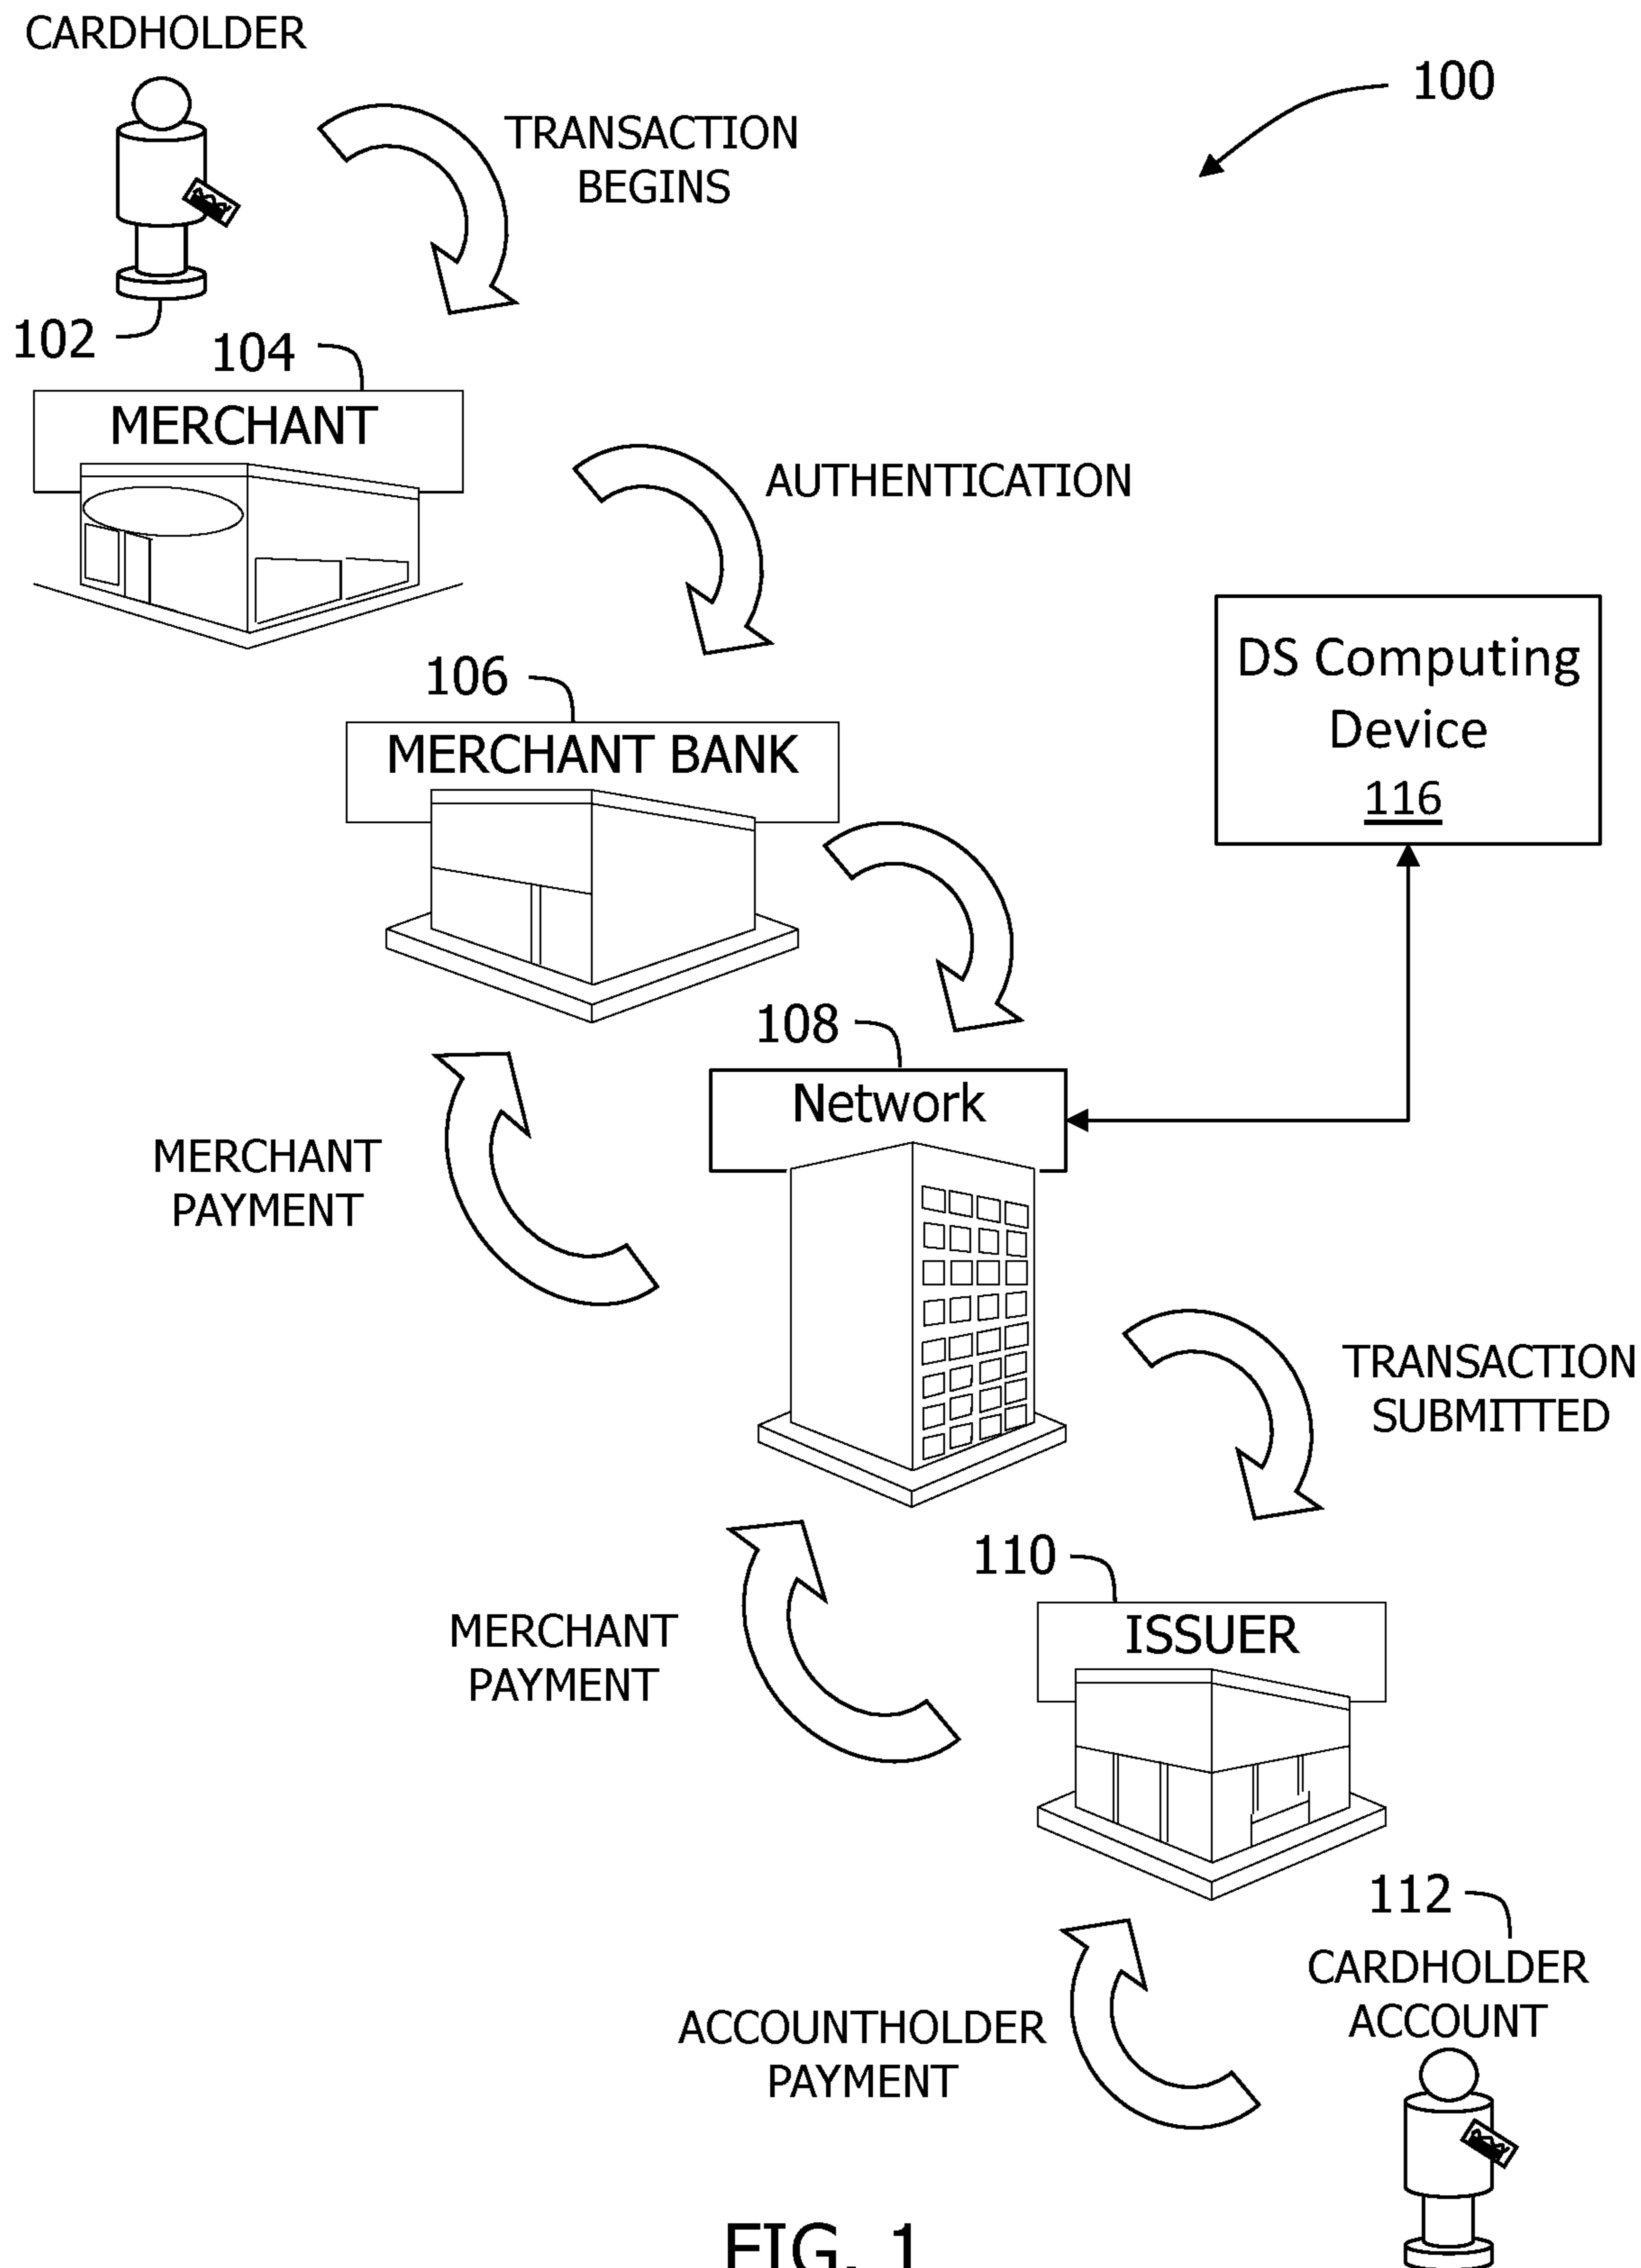 CARDHOLDER
100
TRANSACTION
BEGINS
102
104
MERCHANT
AUTHENTICATION
106
MERCHANT BANK
DS Computing
Device
116
108
Network
MERCHANT
PAYMENT
TRANSACTION
SUBMITTED
110
ISSUER
MERCHANT
PAYMENT
112
CARDHOLDER
ACCOUNT
ACCOUNTHOLDER
PAYMENT
FIG. 1